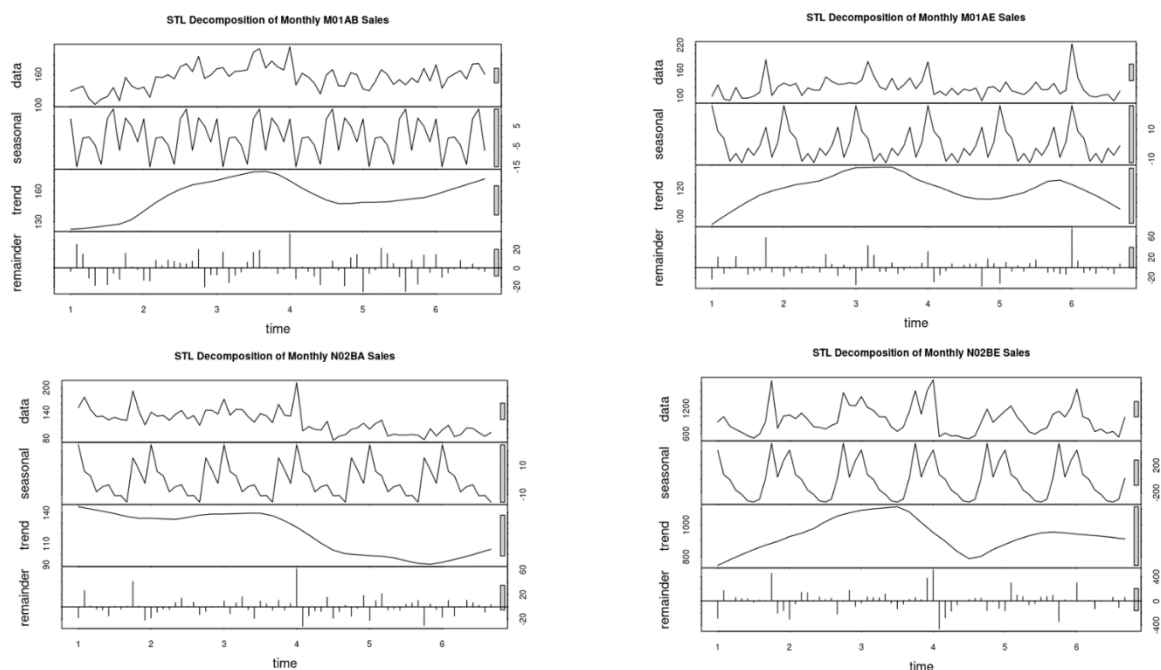 STL Decomposition of Monthly M01AB Sales
data
100 160
seasonal
-15 -5 5
trend
130 160
remainder
-20 0 20
1 2 3 4 5 6
time
STL Decomposition of Monthly M01AE Sales
data
100 160 220
seasonal
-10 10
trend
100 120
remainder
-20 20 60
1 2 3 4 5 6
time
STL Decomposition of Monthly N02BA Sales
data
80 140 200
seasonal
-10 10
trend
90 110 140
remainder
-20 20 60
1 2 3 4 5 6
time
STL Decomposition of Monthly N02BE Sales
data
600 1200
seasonal
-200 200
trend
800 1000
remainder
-400 0 400
1 2 3 4 5 6
time